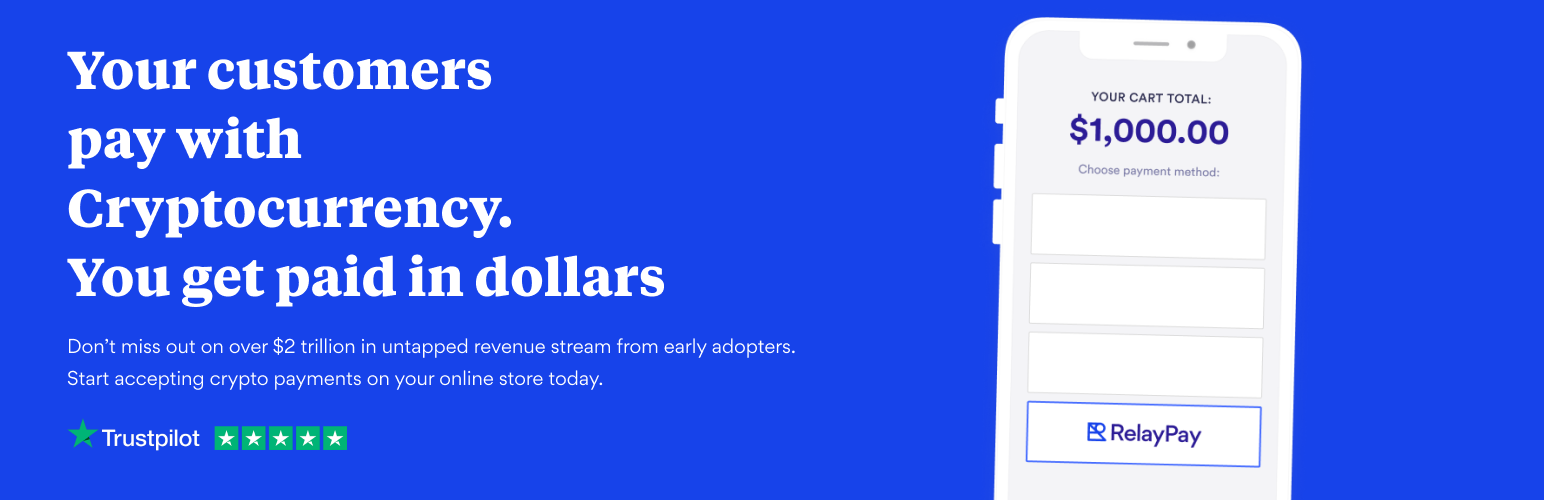 Your customers
pay with
Cryptocurrency.
You get paid in dollars
Don’t miss out on over $2 trillion in untapped revenue stream from early adopters.
Start accepting crypto payments on your online store today.
Trustpilot
YOUR CART TOTAL:
$1,000.00
Choose payment method:
RelayPay